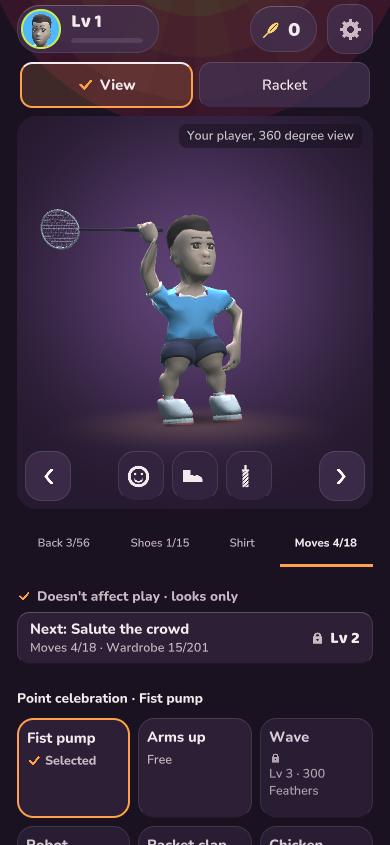 Lv 1
0
View
Racket
Your player, 360 degree view
Back 3/56
Shoes 1/15
Shirt
Moves 4/18
Doesn't affect play · looks only
Next: Salute the crowd
Moves 4/18 · Wardrobe 15/201
Lv 2
Point celebration · Fist pump
Fist pump
Selected
Arms up
Free
Wave
Lv 3 · 300
Feathers
Robot
Racket clap
Chicken